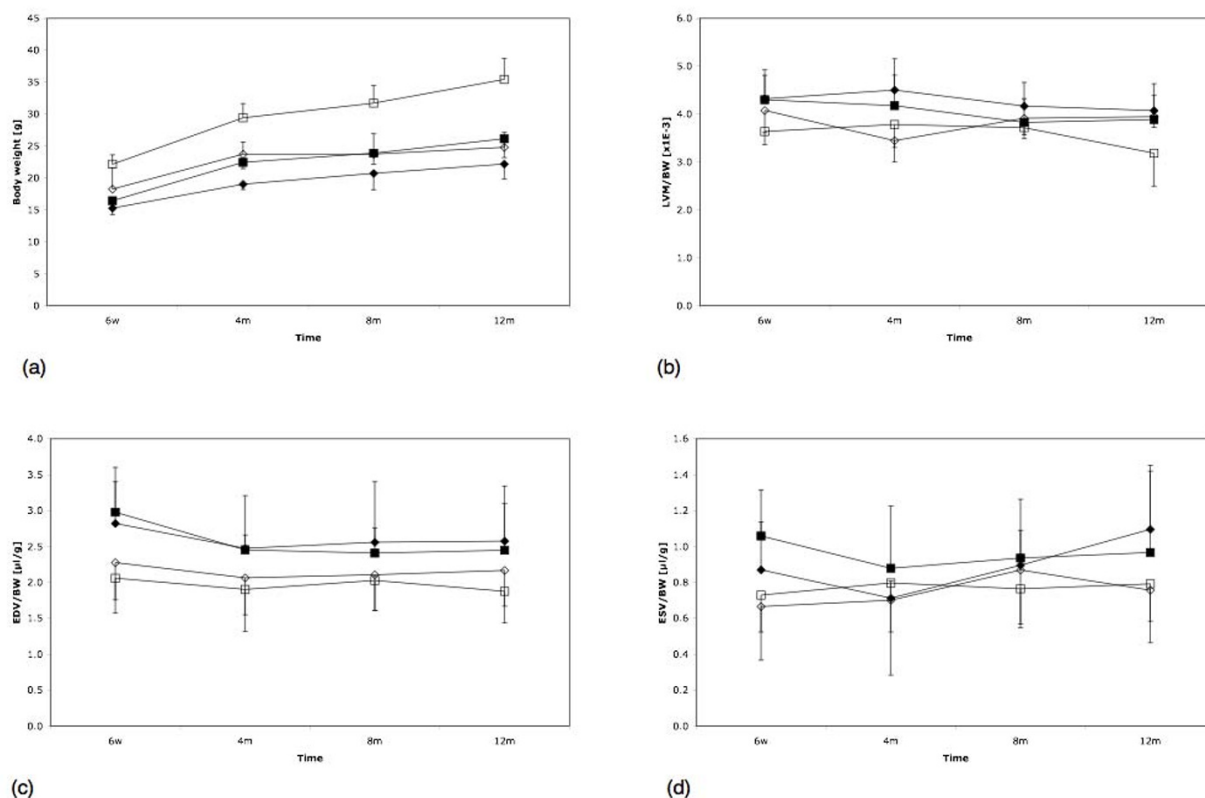 Body weight [g]
45
40
35
30
25
20
15
10
5
0
6w 4m 8m 12m
Time
(a)
LVM/BW [x1E-3]
6.0
5.0
4.0
3.0
2.0
1.0
0.0
6w 4m 8m 12m
Time
(b)
EDV/BW [µl/g]
4.0
3.5
3.0
2.5
2.0
1.5
1.0
0.5
0.0
6w 4m 8m 12m
Time
(c)
ESV/BW [µl/g]
1.6
1.4
1.2
1.0
0.8
0.6
0.4
0.2
0.0
6w 4m 8m 12m
Time
(d)